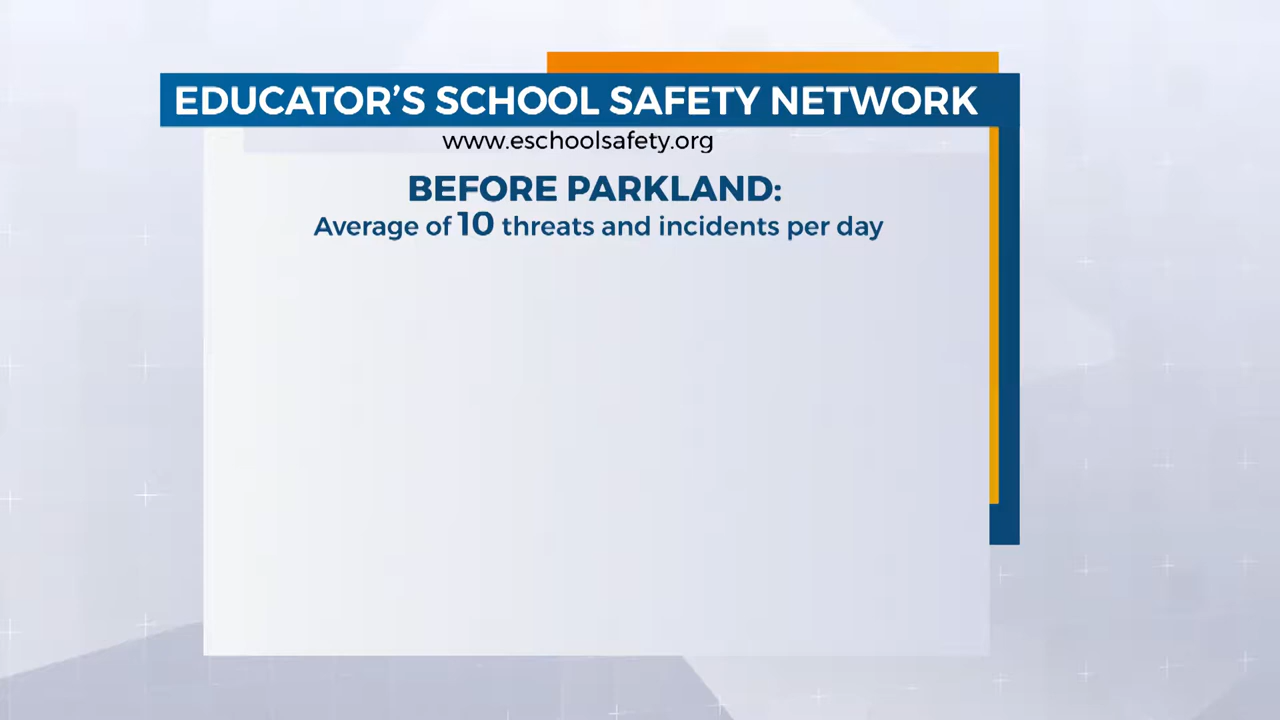 EDUCATOR'S SCHOOL SAFETY NETWORK
www.eschoolsafety.org
BEFORE PARKLAND:
Average of 10 threats and incidents per day